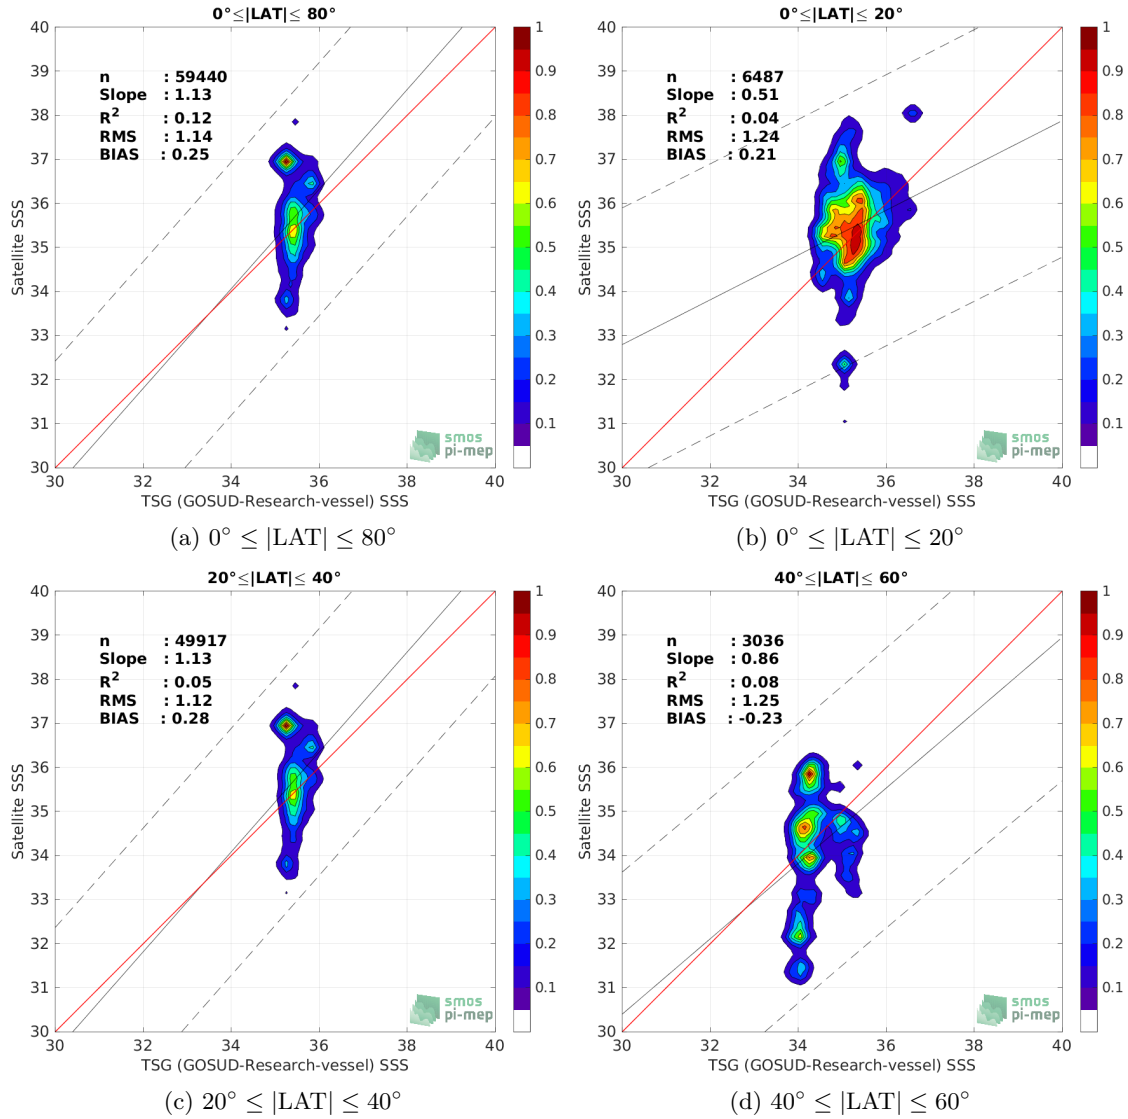 0°≤|LAT|≤ 80°
n : 59440
Slope : 1.13
R² : 0.12
RMS : 1.14
BIAS : 0.25
Satellite SSS
40
39
38
37
36
35
34
33
32
31
30
30 32 34 36 38 40
TSG (GOSUD-Research-vessel) SSS
1
0.9
0.8
0.7
0.6
0.5
0.4
0.3
0.2
0.1
smos
pi-mep
(a) 0° ≤ |LAT| ≤ 80°
0°≤|LAT|≤ 20°
n : 6487
Slope : 0.51
R² : 0.04
RMS : 1.24
BIAS : 0.21
Satellite SSS
40
39
38
37
36
35
34
33
32
31
30
30 32 34 36 38 40
TSG (GOSUD-Research-vessel) SSS
1
0.9
0.8
0.7
0.6
0.5
0.4
0.3
0.2
0.1
smos
pi-mep
(b) 0° ≤ |LAT| ≤ 20°
20°≤|LAT|≤ 40°
n : 49917
Slope : 1.13
R² : 0.05
RMS : 1.12
BIAS : 0.28
Satellite SSS
40
39
38
37
36
35
34
33
32
31
30
30 32 34 36 38 40
TSG (GOSUD-Research-vessel) SSS
1
0.9
0.8
0.7
0.6
0.5
0.4
0.3
0.2
0.1
smos
pi-mep
(c) 20° ≤ |LAT| ≤ 40°
40°≤|LAT|≤ 60°
n : 3036
Slope : 0.86
R² : 0.08
RMS : 1.25
BIAS : -0.23
Satellite SSS
40
39
38
37
36
35
34
33
32
31
30
30 32 34 36 38 40
TSG (GOSUD-Research-vessel) SSS
1
0.9
0.8
0.7
0.6
0.5
0.4
0.3
0.2
0.1
smos
pi-mep
(d) 40° ≤ |LAT| ≤ 60°